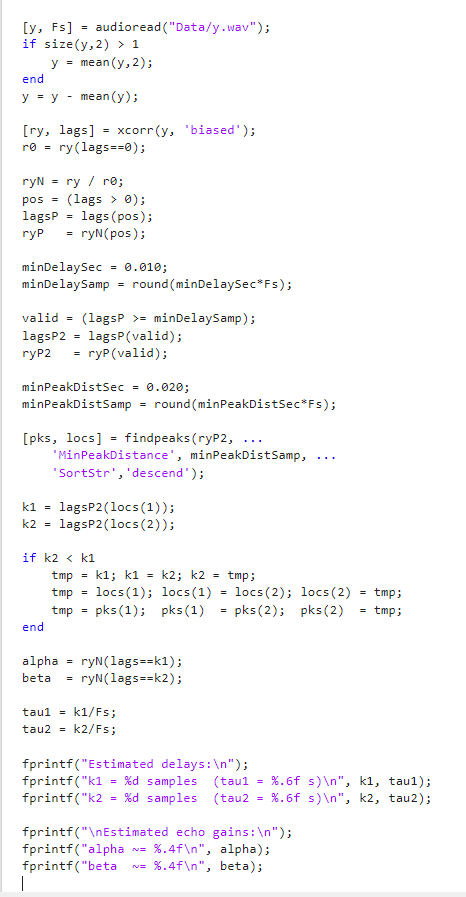 [y, Fs] = audioread("Data/y.wav");
if size(y,2) > 1
    y = mean(y,2);
end
y = y - mean(y);

[ry, lags] = xcorr(y, 'biased');
r0 = ry(lags==0);

ryN = ry / r0;
pos = (lags > 0);
lagsP = lags(pos);
ryP   = ryN(pos);

minDelaySec = 0.010;
minDelaySamp = round(minDelaySec*Fs);

valid = (lagsP >= minDelaySamp);
lagsP2 = lagsP(valid);
ryP2   = ryP(valid);

minPeakDistSec = 0.020;
minPeakDistSamp = round(minPeakDistSec*Fs);

[pks, locs] = findpeaks(ryP2, ...
    'MinPeakDistance', minPeakDistSamp, ...
    'SortStr','descend');

k1 = lagsP2(locs(1));
k2 = lagsP2(locs(2));

if k2 < k1
    tmp = k1; k1 = k2; k2 = tmp;
    tmp = locs(1); locs(1) = locs(2); locs(2) = tmp;
    tmp = pks(1);  pks(1)  = pks(2);  pks(2)  = tmp;
end

alpha = ryN(lags==k1);
beta  = ryN(lags==k2);

tau1 = k1/Fs;
tau2 = k2/Fs;

fprintf("Estimated delays:\n");
fprintf("k1 = %d samples  (tau1 = %.6f s)\n", k1, tau1);
fprintf("k2 = %d samples  (tau2 = %.6f s)\n", k2, tau2);

fprintf("\nEstimated echo gains:\n");
fprintf("alpha ~= %.4f\n", alpha);
fprintf("beta  ~= %.4f\n", beta);